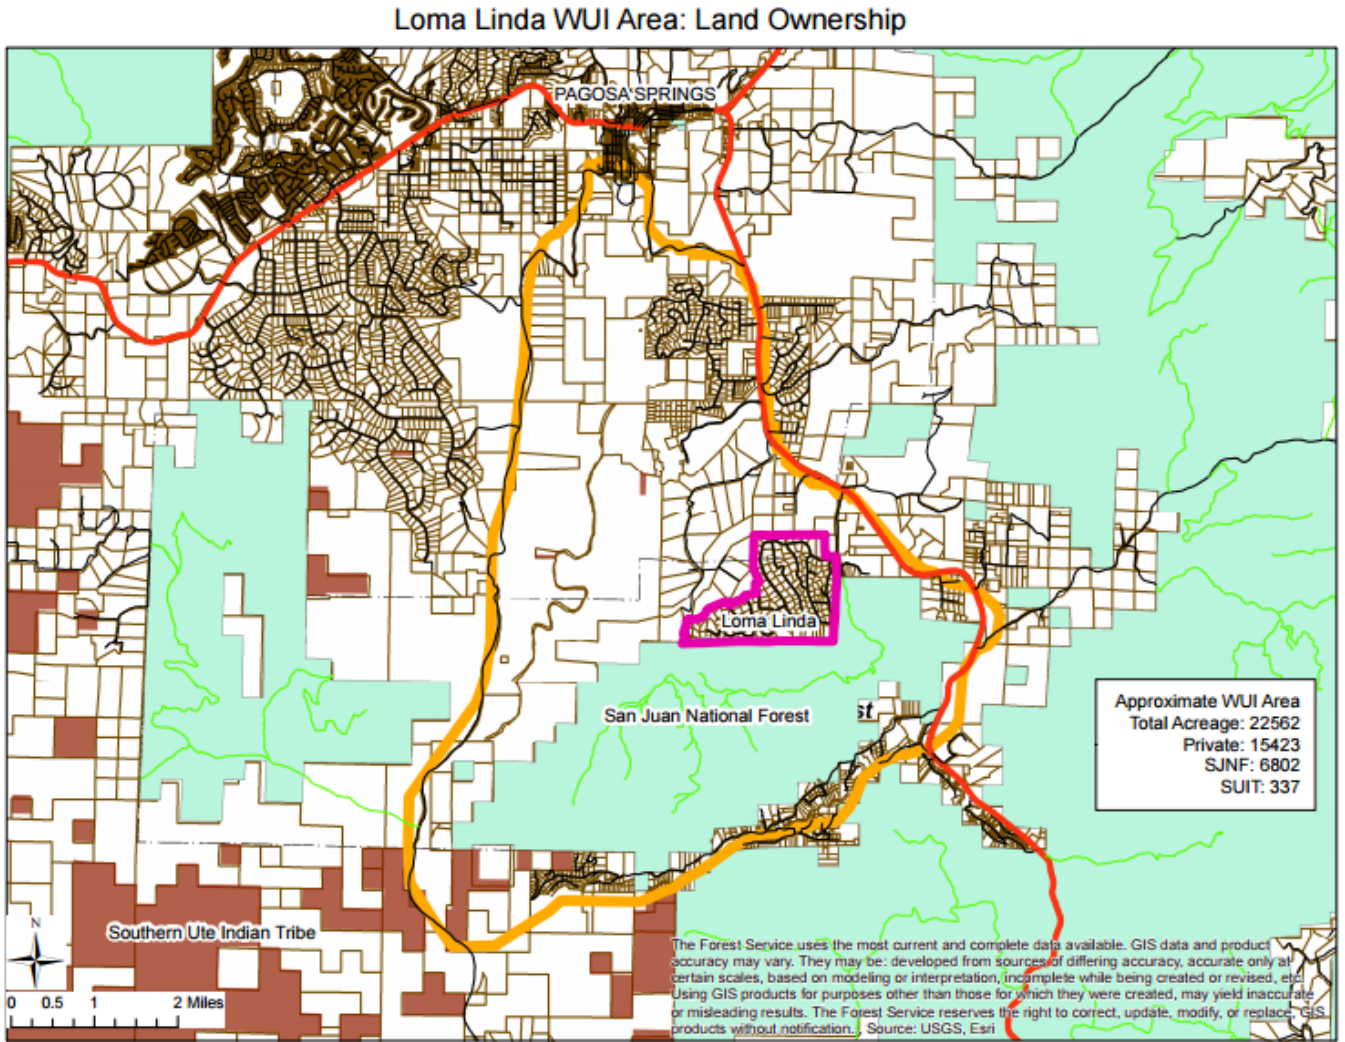 Loma Linda WUI Area: Land Ownership
PAGOSA SPRINGS
Loma Linda
San Juan National Forest
st
Approximate WUI Area
Total Acreage: 22562
Private: 15423
SJNF: 6802
SUIT: 337
Southern Ute Indian Tribe
N
0 0.5 1 2 Miles
The Forest Service uses the most current and complete data available. GIS data and product
accuracy may vary. They may be: developed from sources of differing accuracy, accurate only at
certain scales, based on modeling or interpretation, incomplete while being created or revised, etc.
Using GIS products for purposes other than those for which they were created, may yield inaccurate
or misleading results. The Forest Service reserves the right to correct, update, modify, or replace, GIS
products without notification. , Source: USGS, Esri